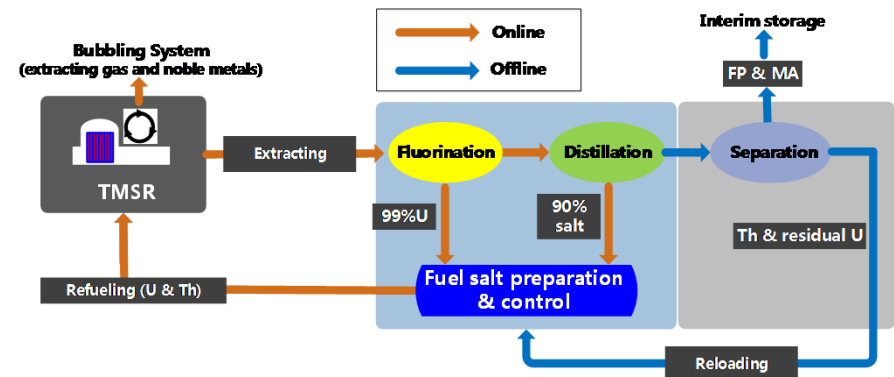 Interim storage
Online
Offline
Bubbling System
(extracting gas and noble metals)
FP & MA
TMSR
Extracting
Fluorination
Distillation
Separation
99%U
90%
salt
Th & residual U
Fuel salt preparation
& control
Refueling (U & Th)
Reloading